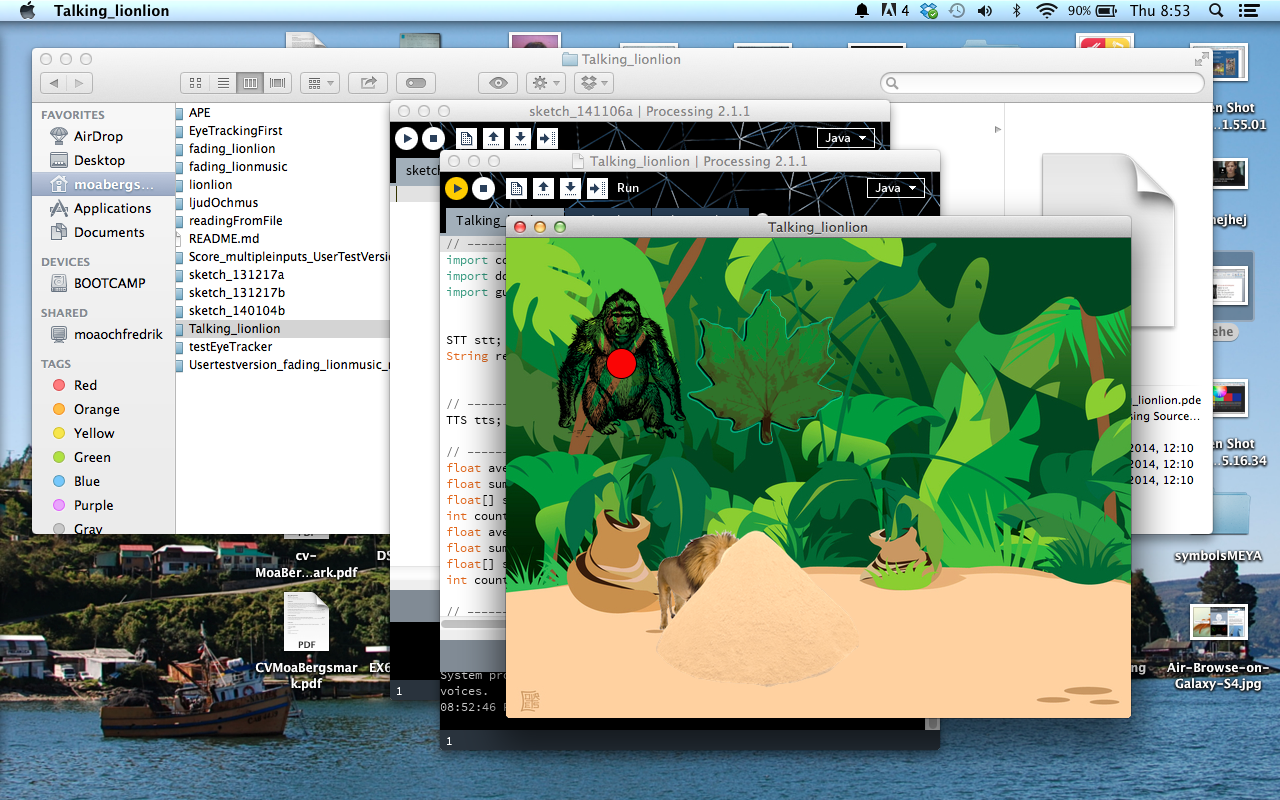 Talking_lionlion
4
90%
Thu 8:53
Talking_lionlion
FAVORITES
AirDrop
Desktop
moabergs...
Applications
Documents
DEVICES
BOOTCAMP
SHARED
moaochfredrik
TAGS
Red
Orange
Yellow
Green
Blue
Purple
Gray
APE
EyeTrackingFirst
fading_lionlion
fading_lionmusic
lionlion
ljudOchmus
readingFromFile
README.md
Score_multipleinputs_UserTestVersi
sketch_131217a
sketch_131217b
sketch_140104b
Talking_lionlion
testEyeTracker
Usertestversion_fading_lionmusic_
sketch_141106a | Processing 2.1.1
Java
sketc
Talking_lionlion | Processing 2.1.1
Run
Java
Talking_l
// ------
import co
import do
import gu
STT stt;
String re
// ------
TTS tts;
// ------
float ave
float sum
float[] s
int count
float ave
float sum
float[] s
int count
// ------
System pro
voices.
08:52:46
1
1
Talking_lionlion
_lionlion.pde
ing Source...
2014, 12:10
2014, 12:10
2014, 12:10
en Shot
...1.55.01
hejhej
ehe
en Shot
...5.16.34
symbolsMEYA
ng
Air-Browse-on-
Galaxy-S4.jpg
cv-
MoaBer...ark.pdf
DS
PDF
CVMoaBergsmar
k.pdf
EX6